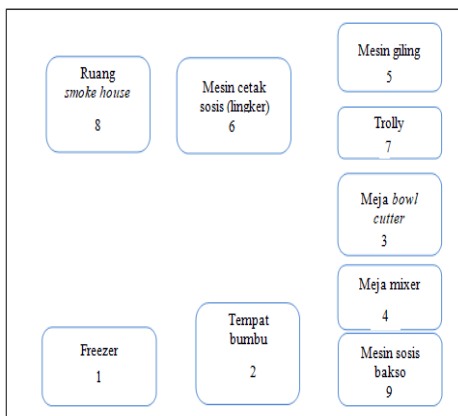 Mesin giling
5
Ruang
smoke house
8
Mesin cetak
sosis (lingker)
6
Trolly
7
Meja bowl
cutter
3
Meja mixer
4
Tempat
bumbu
2
Freezer
1
Mesin sosis
bakso
9